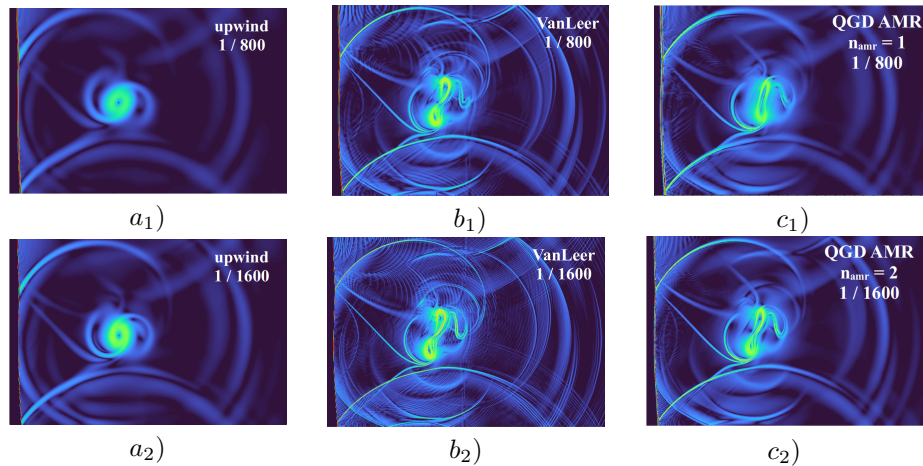 upwind
1 / 800
VanLeer
1 / 800
QGD AMR
n_amr = 1
1 / 800
a₁)
b₁)
c₁)
upwind
1 / 1600
VanLeer
1 / 1600
QGD AMR
n_amr = 2
1 / 1600
a₂)
b₂)
c₂)